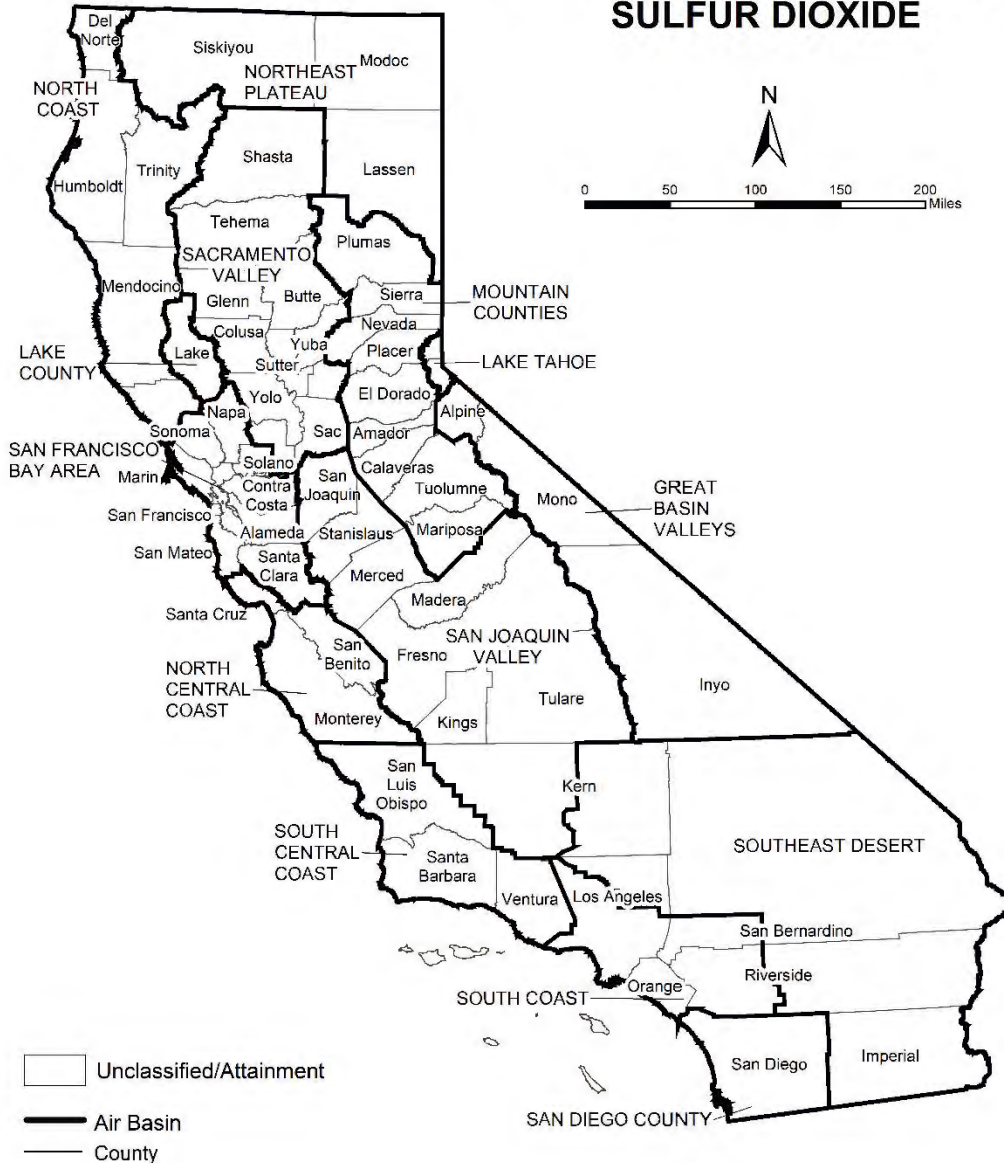 SULFUR DIOXIDE
Del
Norte
Siskiyou
Modoc
NORTHEAST
PLATEAU
NORTH
COAST
N
0 50 100 150 200
Miles
Humboldt
Trinity
Shasta
Lassen
Tehema
Plumas
SACRAMENTO
VALLEY
Mendocino
Glenn
Butte
Sierra
MOUNTAIN
COUNTIES
Colusa
Yuba
Nevada
LAKE
COUNTY
Lake
Sutter
Placer
LAKE TAHOE
Yolo
El Dorado
Napa
Alpine
Sonoma
Sac
Amador
SAN FRANCISCO
BAY AREA
Solano
Calaveras
Marin
Contra
Costa
San
Joaquin
Tuolumne
Mono
GREAT
BASIN
VALLEYS
San Francisco
Alameda
Stanislaus
Mariposa
San Mateo
Santa
Clara
Merced
Santa Cruz
Madera
San
Benito
Fresno
SAN JOAQUIN
VALLEY
NORTH
CENTRAL
COAST
Inyo
Tulare
Monterey
Kings
San
Luis
Obispo
Kern
SOUTH
CENTRAL
COAST
Santa
Barbara
SOUTHEAST DESERT
Ventura
Los Angeles
San Bernardino
Riverside
Orange
SOUTH COAST
San Diego
Imperial
SAN DIEGO COUNTY
Unclassified/Attainment
Air Basin
County